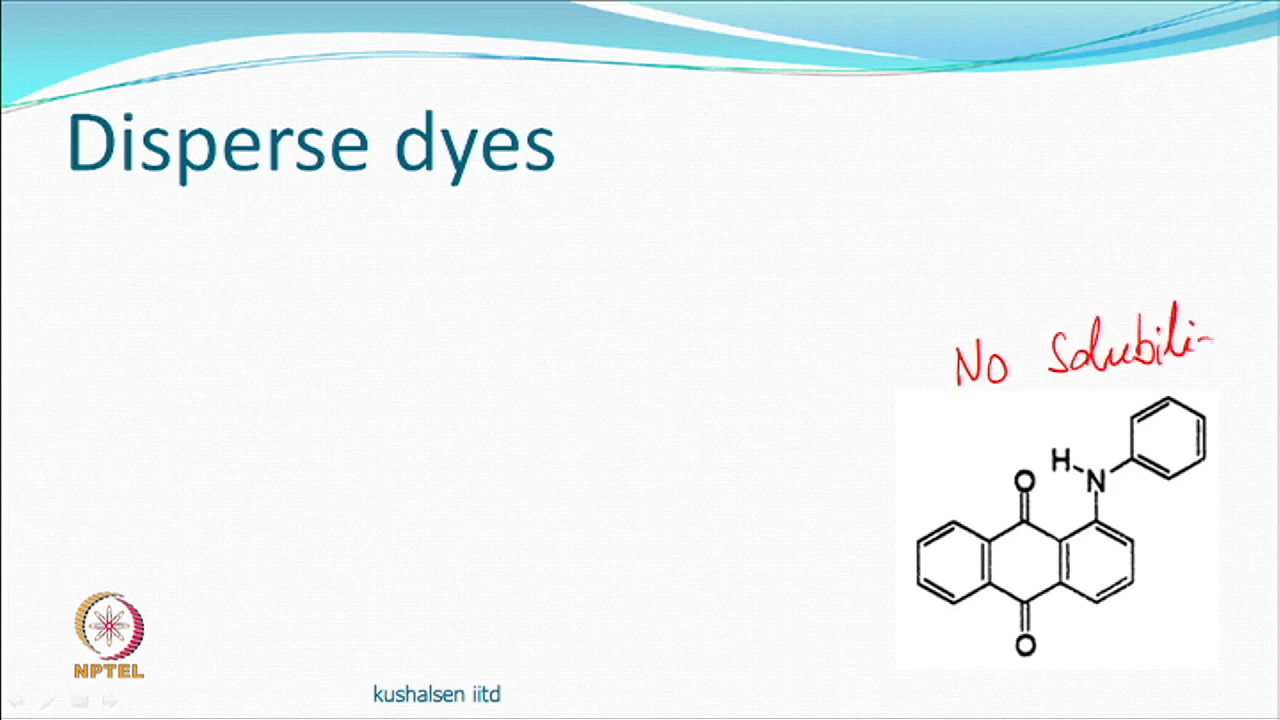 Disperse dyes
No Solubili-
O
H
N
O
NPTEL
kushalsen iitd